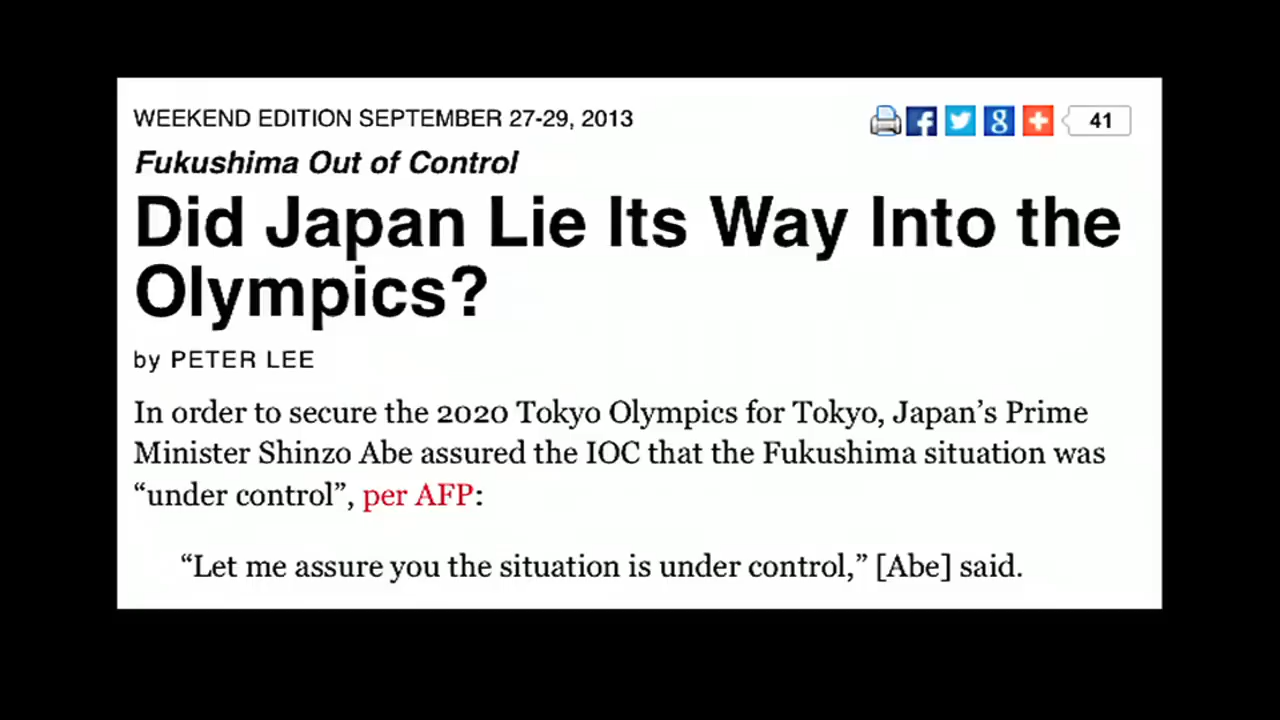 WEEKEND EDITION SEPTEMBER 27-29, 2013
41
Fukushima Out of Control
Did Japan Lie Its Way Into the
Olympics?
by PETER LEE
In order to secure the 2020 Tokyo Olympics for Tokyo, Japan’s Prime
Minister Shinzo Abe assured the IOC that the Fukushima situation was
“under control”, per AFP:
“Let me assure you the situation is under control,” [Abe] said.